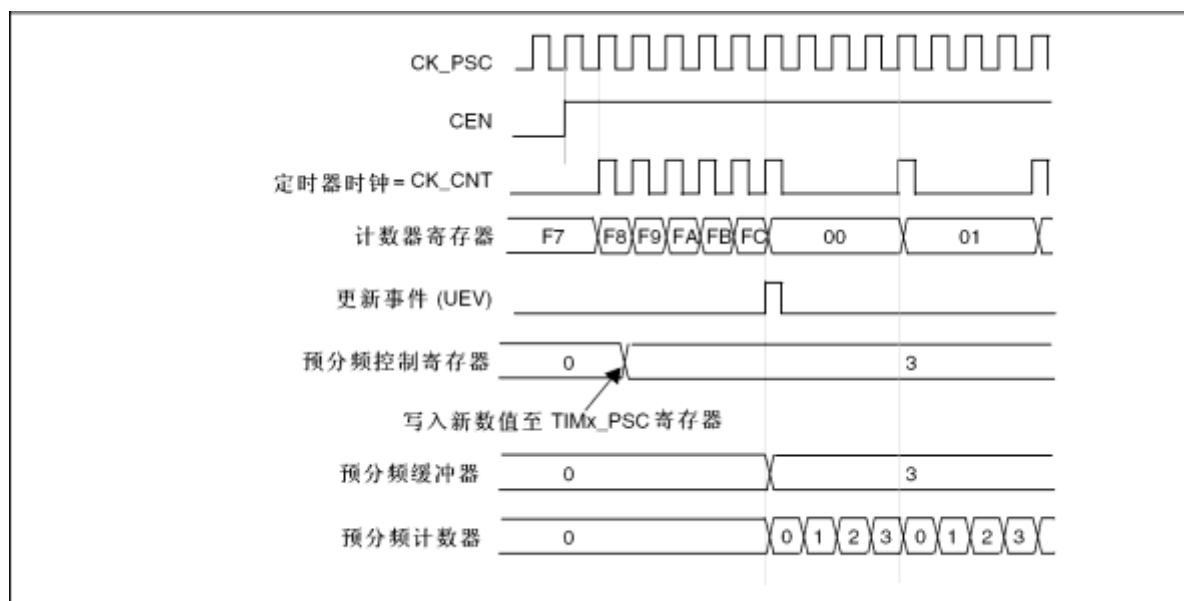 CK_PSC
CEN
定时器时钟= CK_CNT
计数器寄存器 F7 F8 F9 FA FB FC 00 01
更新事件 (UEV)
预分频控制寄存器 0 3
写入新数值至 TIMx_PSC 寄存器
预分频缓冲器 0 3
预分频计数器 0 0 1 2 3 0 1 2 3